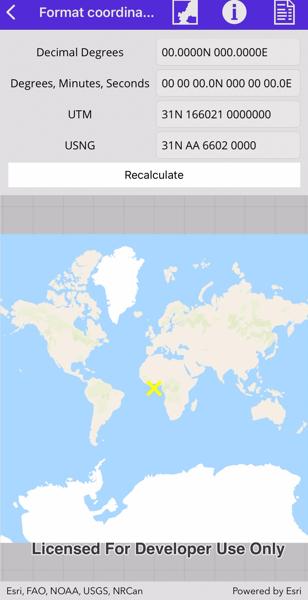 Format coordina...
Decimal Degrees 00.0000N 000.0000E
Degrees, Minutes, Seconds 00 00 00.0N 000 00 00.0E
UTM 31N 166021 0000000
USNG 31N AA 6602 0000
Recalculate
Licensed For Developer Use Only
Esri, FAO, NOAA, USGS, NRCan Powered by Esri